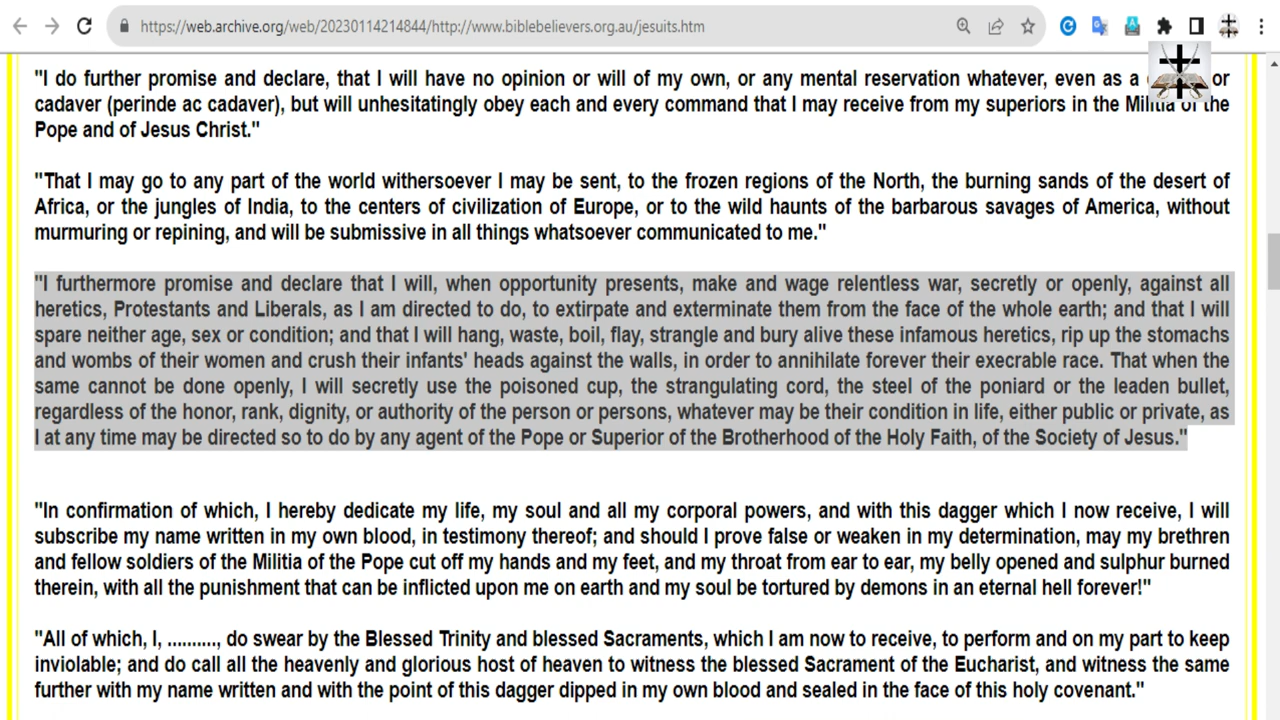 https://web.archive.org/web/20230114214844/http://www.biblebelievers.org.au/jesuits.htm
"I do further promise and declare, that I will have no opinion or will of my own, or any mental reservation whatever, even as a or
cadaver (perinde ac cadaver), but will unhesitatingly obey each and every command that I may receive from my superiors in the Militia of the
Pope and of Jesus Christ."
"That I may go to any part of the world withersoever I may be sent, to the frozen regions of the North, the burning sands of the desert of
Africa, or the jungles of India, to the centers of civilization of Europe, or to the wild haunts of the barbarous savages of America, without
murmuring or repining, and will be submissive in all things whatsoever communicated to me."
"I furthermore promise and declare that I will, when opportunity presents, make and wage relentless war, secretly or openly, against all
heretics, Protestants and Liberals, as I am directed to do, to extirpate and exterminate them from the face of the whole earth; and that I will
spare neither age, sex or condition; and that I will hang, waste, boil, flay, strangle and bury alive these infamous heretics, rip up the stomachs
and wombs of their women and crush their infants' heads against the walls, in order to annihilate forever their execrable race. That when the
same cannot be done openly, I will secretly use the poisoned cup, the strangulating cord, the steel of the poniard or the leaden bullet,
regardless of the honor, rank, dignity, or authority of the person or persons, whatever may be their condition in life, either public or private, as
I at any time may be directed so to do by any agent of the Pope or Superior of the Brotherhood of the Holy Faith, of the Society of Jesus."
"In confirmation of which, I hereby dedicate my life, my soul and all my corporal powers, and with this dagger which I now receive, I will
subscribe my name written in my own blood, in testimony thereof; and should I prove false or weaken in my determination, may my brethren
and fellow soldiers of the Militia of the Pope cut off my hands and my feet, and my throat from ear to ear, my belly opened and sulphur burned
therein, with all the punishment that can be inflicted upon me on earth and my soul be tortured by demons in an eternal hell forever!"
"All of which, I, .........., do swear by the Blessed Trinity and blessed Sacraments, which I am now to receive, to perform and on my part to keep
inviolable; and do call all the heavenly and glorious host of heaven to witness the blessed Sacrament of the Eucharist, and witness the same
further with my name written and with the point of this dagger dipped in my own blood and sealed in the face of this holy covenant."